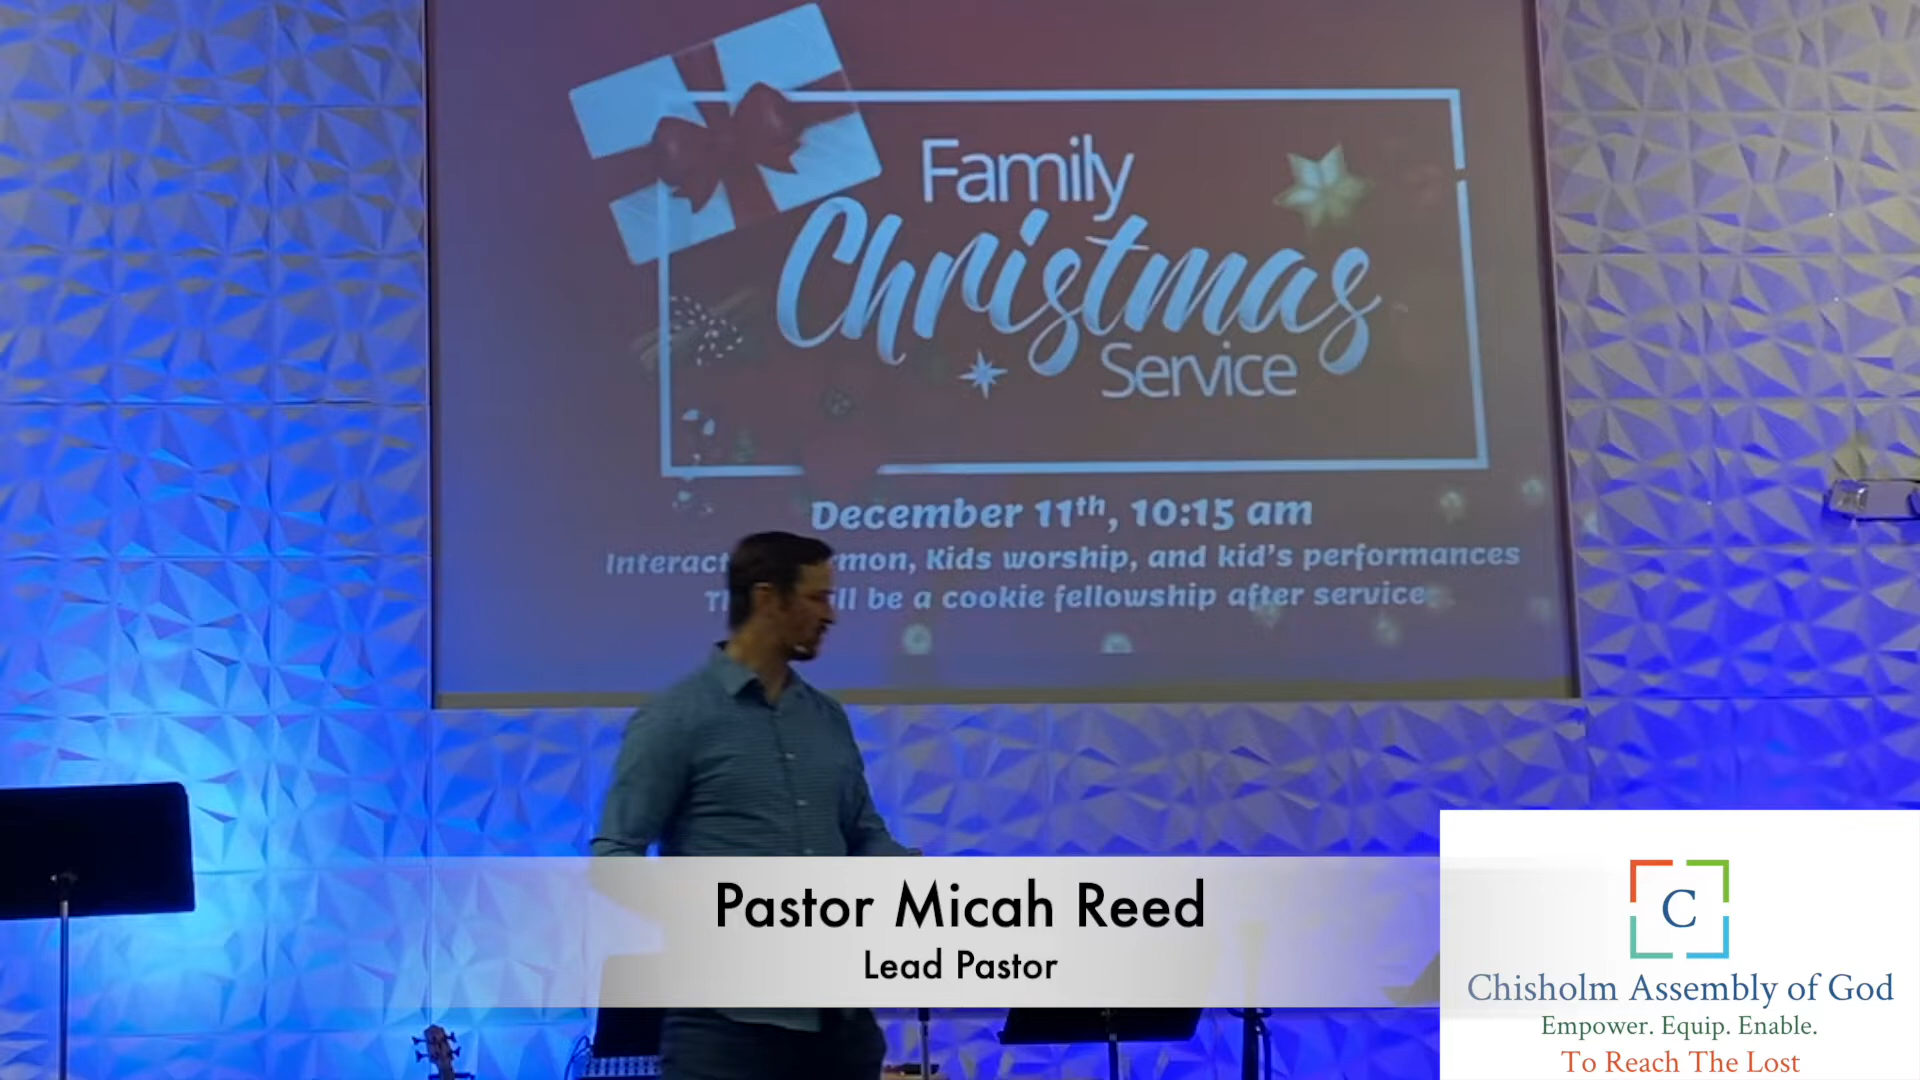 Family
Christmas
Service
December 11th, 10:15 am
Interact mon, Kids worship, and kid's performances
ll be a cookie fellowship after service
Pastor Micah Reed
Lead Pastor
C
Chisholm Assembly of God
Empower. Equip. Enable.
To Reach The Lost